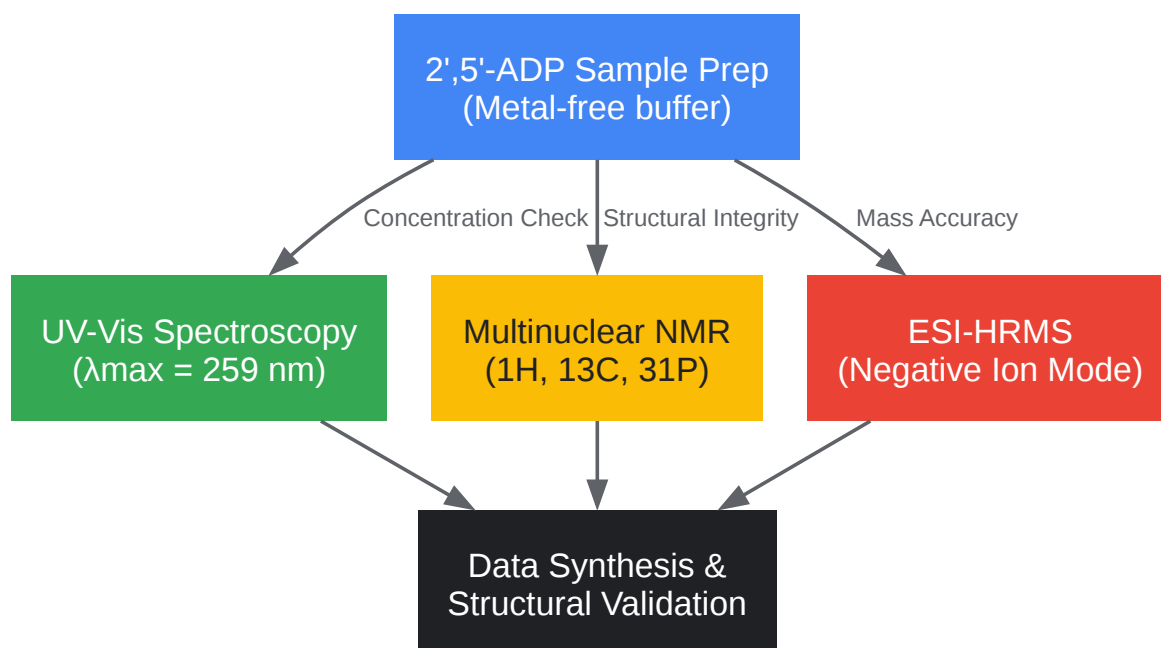 2',5'-ADP Sample Prep
(Metal-free buffer)
Concentration Check
Structural Integrity
Mass Accuracy
UV-Vis Spectroscopy
(λmax = 259 nm)
Multinuclear NMR
(1H, 13C, 31P)
ESI-HRMS
(Negative Ion Mode)
Data Synthesis &
Structural Validation